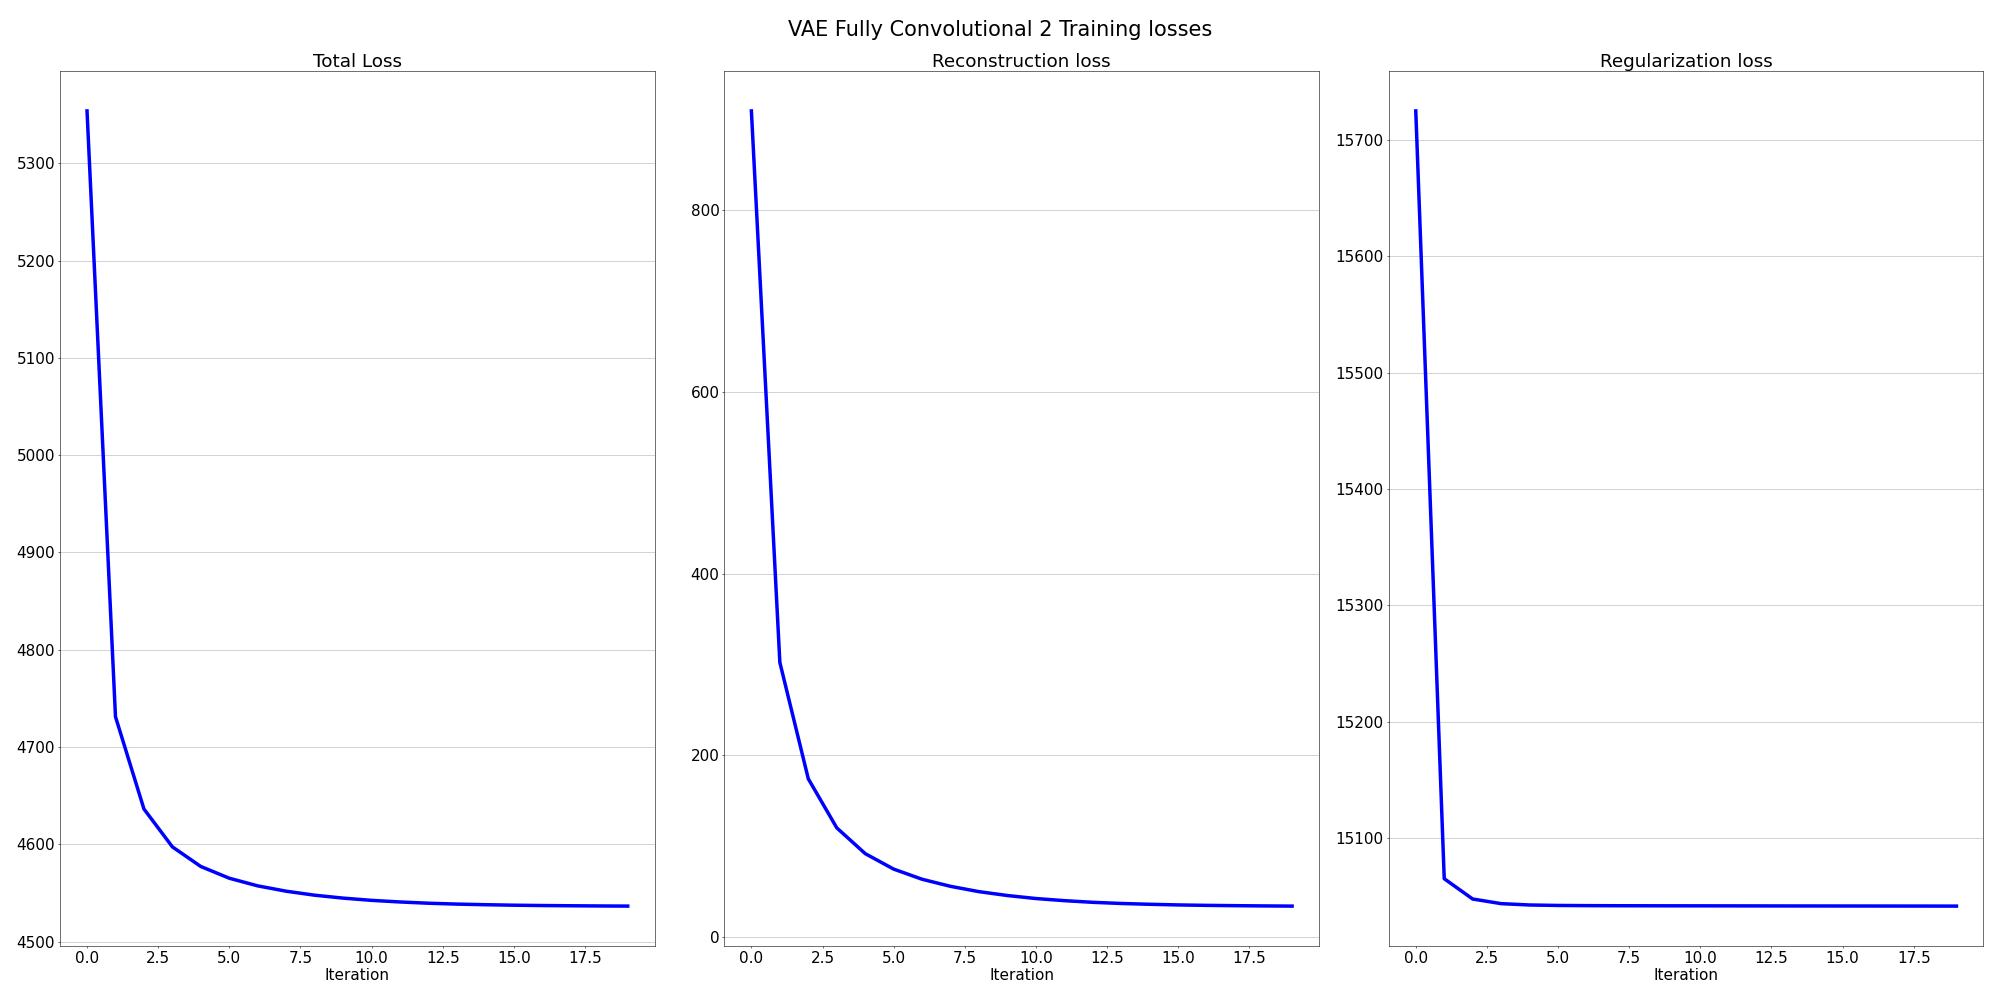 VAE Fully Convolutional 2 Training losses
Total Loss
5300
5200
5100
5000
4900
4800
4700
4600
4500
0.0 2.5 5.0 7.5 10.0 12.5 15.0 17.5
Iteration
Reconstruction loss
800
600
400
200
0
0.0 2.5 5.0 7.5 10.0 12.5 15.0 17.5
Iteration
Regularization loss
15700
15600
15500
15400
15300
15200
15100
0.0 2.5 5.0 7.5 10.0 12.5 15.0 17.5
Iteration